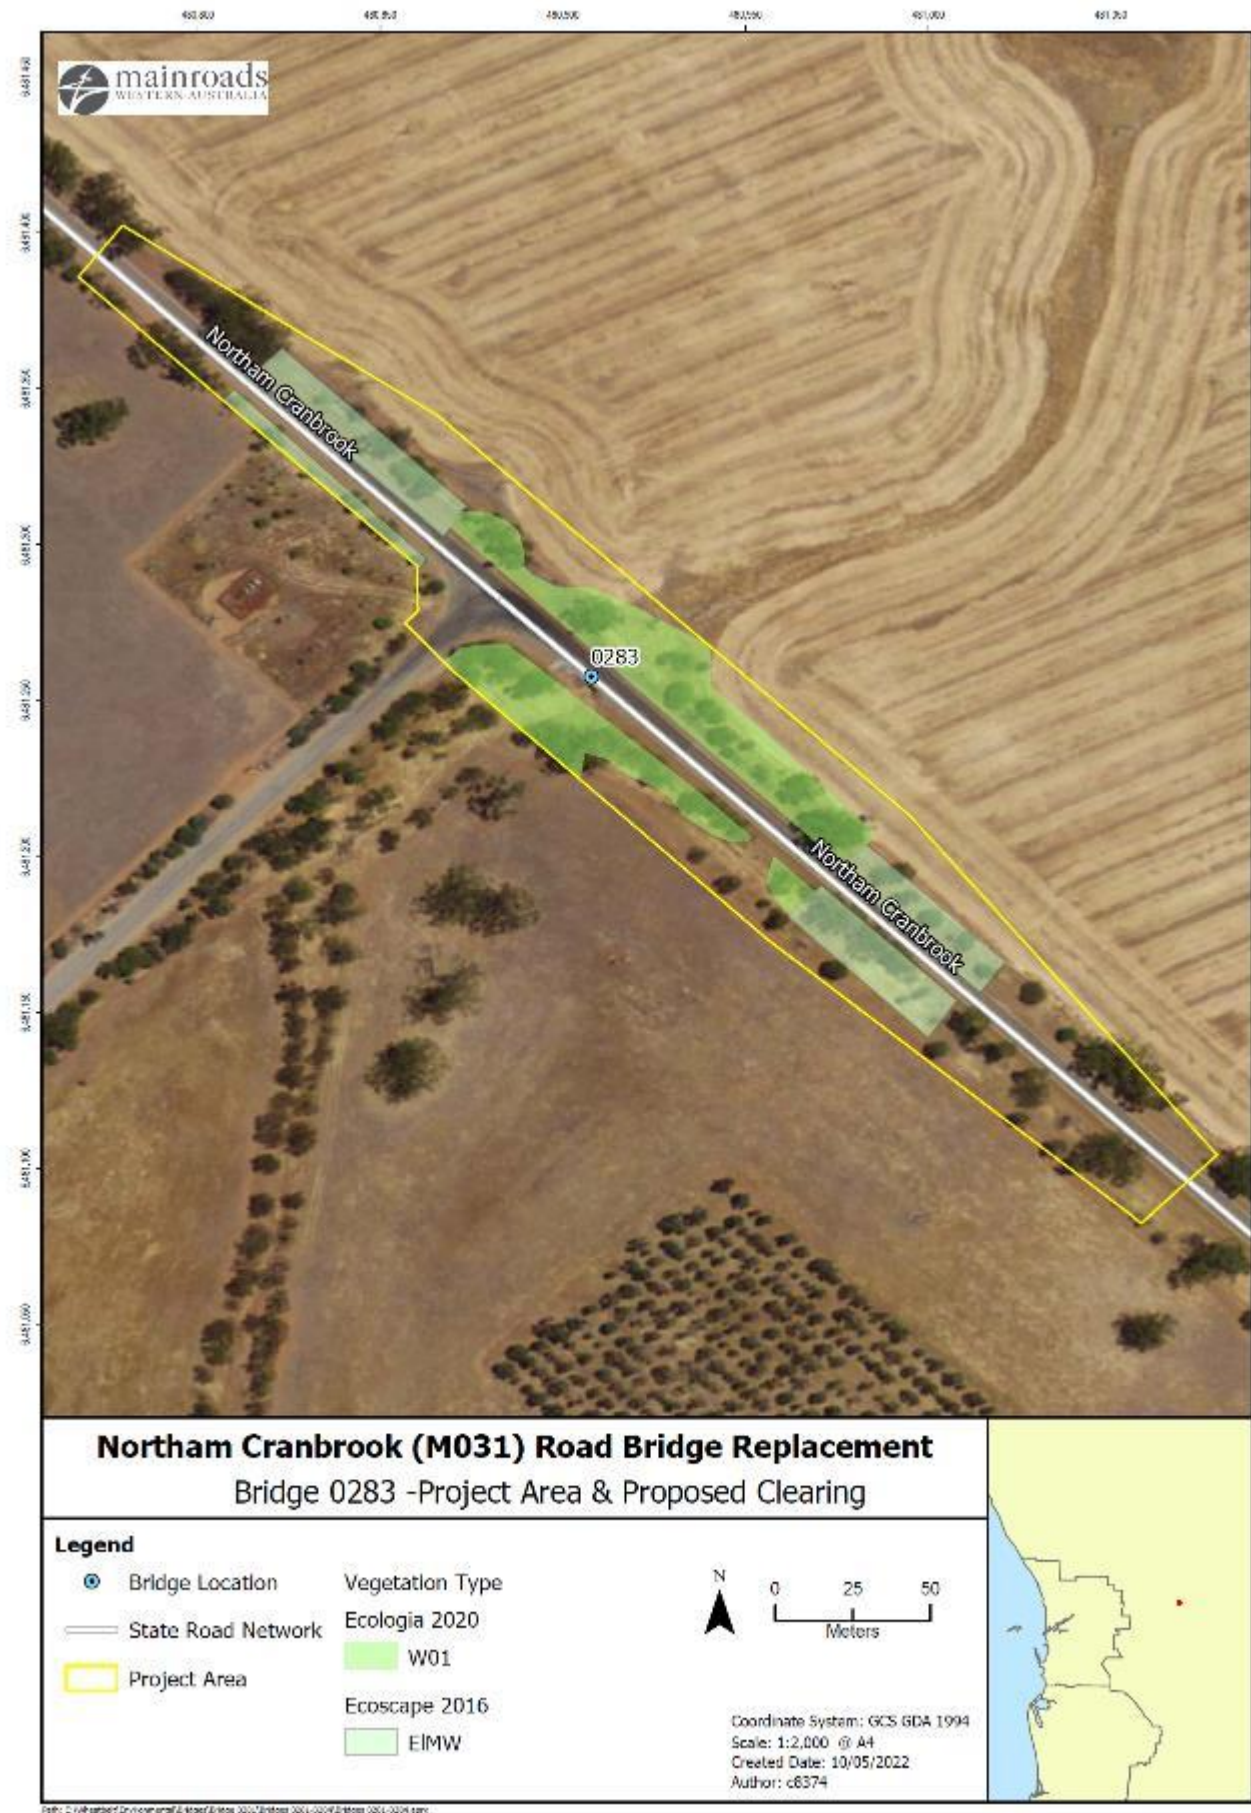 mainroads
WESTERN AUSTRALIA
Northam Cranbrook
0283
Northam Cranbrook
Northam Cranbrook (M031) Road Bridge Replacement
Bridge 0283 -Project Area & Proposed Clearing
Legend
Bridge Location
State Road Network
Project Area
Vegetation Type
Ecologia 2020
W01
Ecoscape 2016
ElMW
N
0 25 50
Meters
Coordinate System: GCS GDA 1994
Scale: 1:2,000 @ A4
Created Date: 10/05/2022
Author: c8374